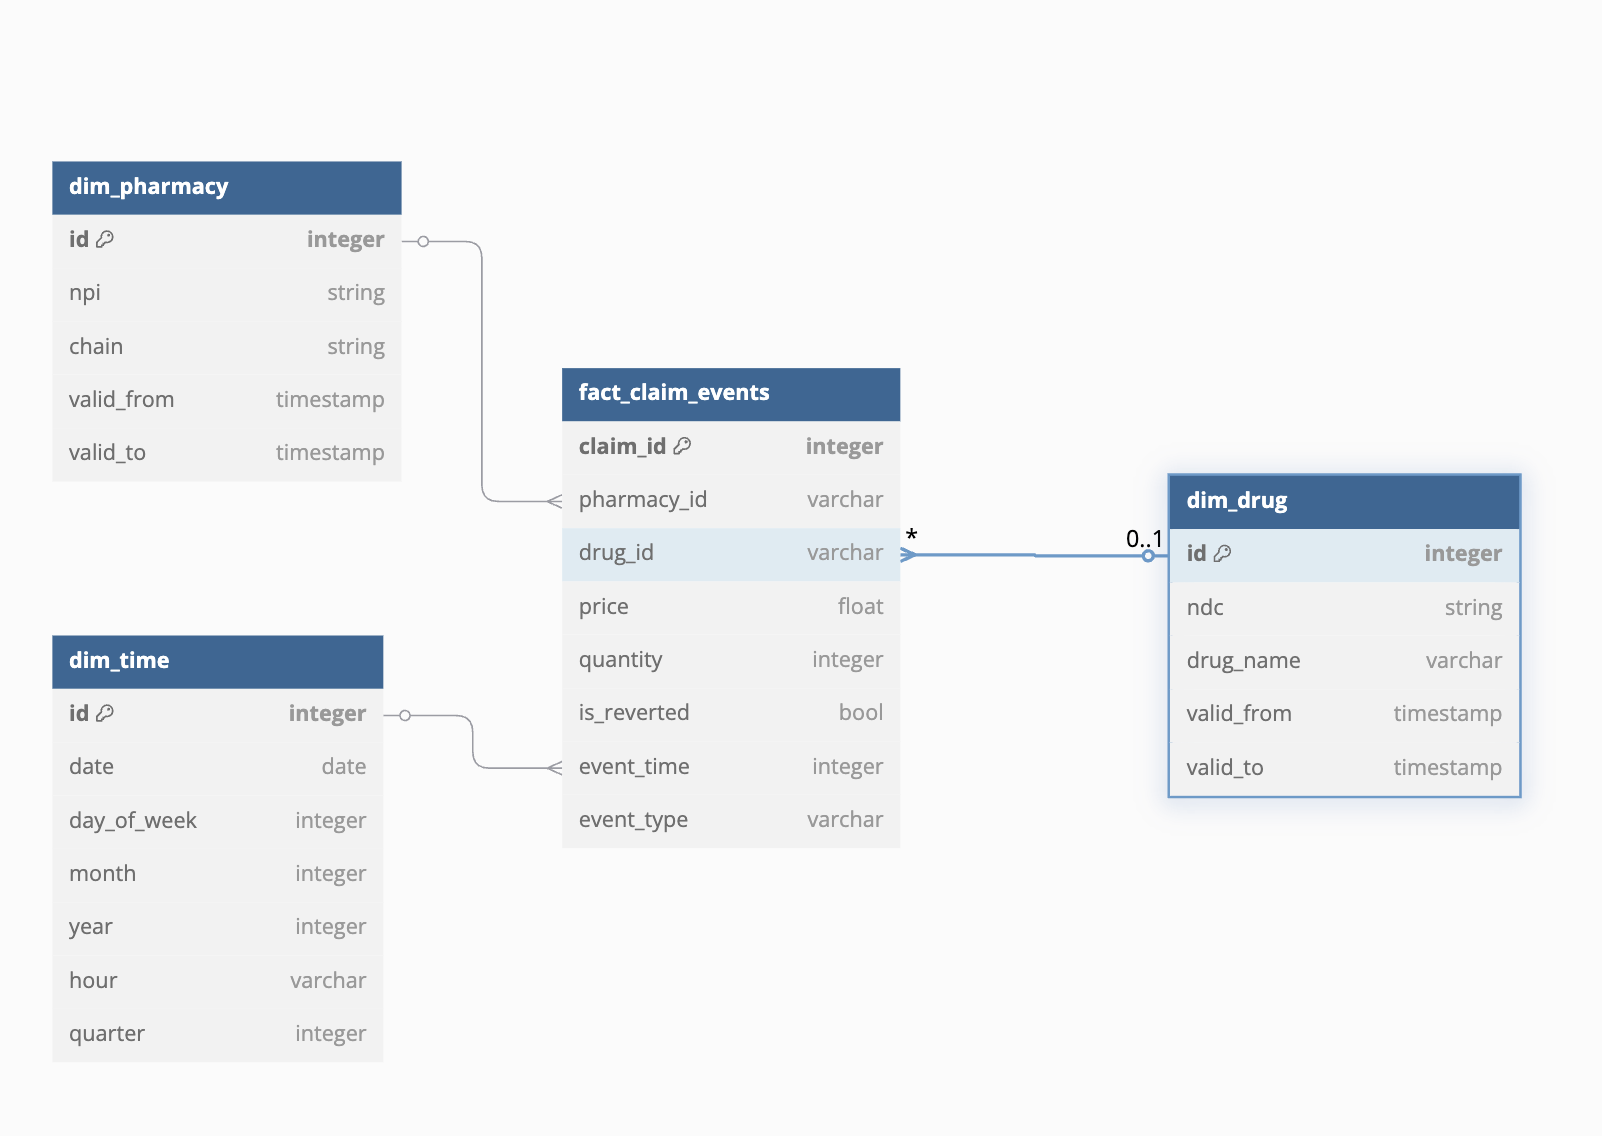 dim_pharmacy
id integer
npi string
chain string
valid_from timestamp
valid_to timestamp
fact_claim_events
claim_id integer
pharmacy_id varchar
drug_id varchar
price float
quantity integer
is_reverted bool
event_time integer
event_type varchar
* 0..1
dim_drug
id integer
ndc string
drug_name varchar
valid_from timestamp
valid_to timestamp
dim_time
id integer
date date
day_of_week integer
month integer
year integer
hour varchar
quarter integer